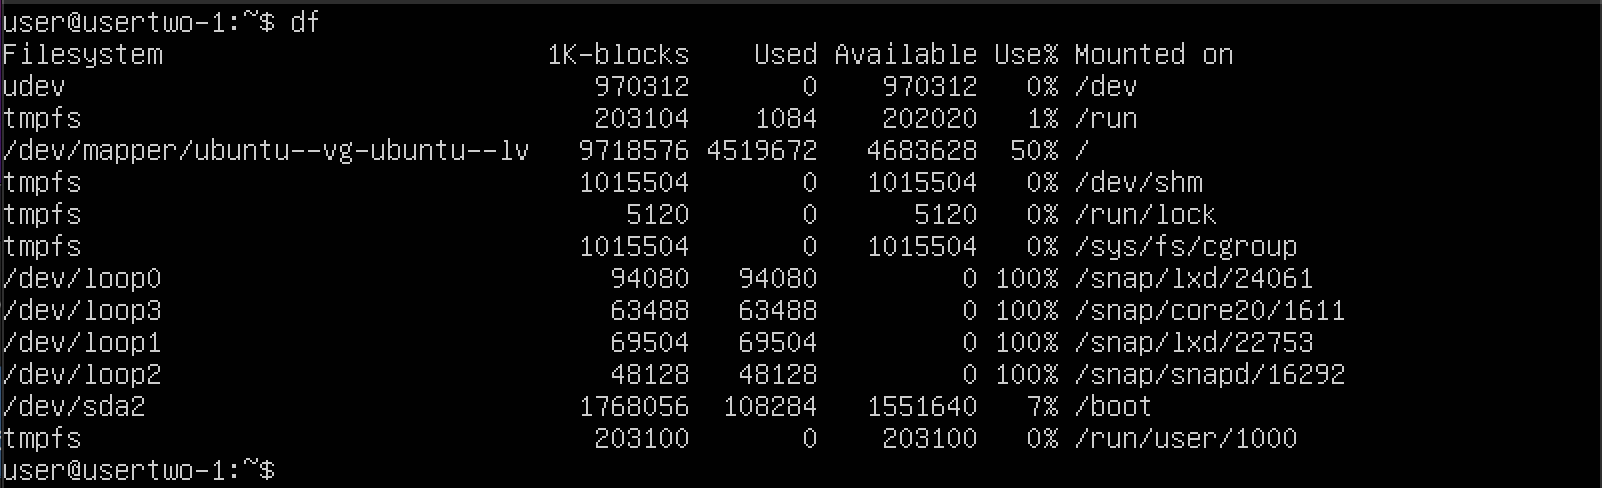 user@usertwo-1:~$ df
Filesystem                        1K-blocks    Used Available Use% Mounted on
udev                                 970312       0    970312   0% /dev
tmpfs                                203104    1084    202020   1% /run
/dev/mapper/ubuntu--vg-ubuntu--lv   9718576 4519672   4683628  50% /
tmpfs                               1015504       0   1015504   0% /dev/shm
tmpfs                                  5120       0      5120   0% /run/lock
tmpfs                               1015504       0   1015504   0% /sys/fs/cgroup
/dev/loop0                            94080   94080         0 100% /snap/lxd/24061
/dev/loop3                            63488   63488         0 100% /snap/core20/1611
/dev/loop1                            69504   69504         0 100% /snap/lxd/22753
/dev/loop2                            48128   48128         0 100% /snap/snapd/16292
/dev/sda2                           1768056  108284   1551640   7% /boot
tmpfs                                203100       0    203100   0% /run/user/1000
user@usertwo-1:~$